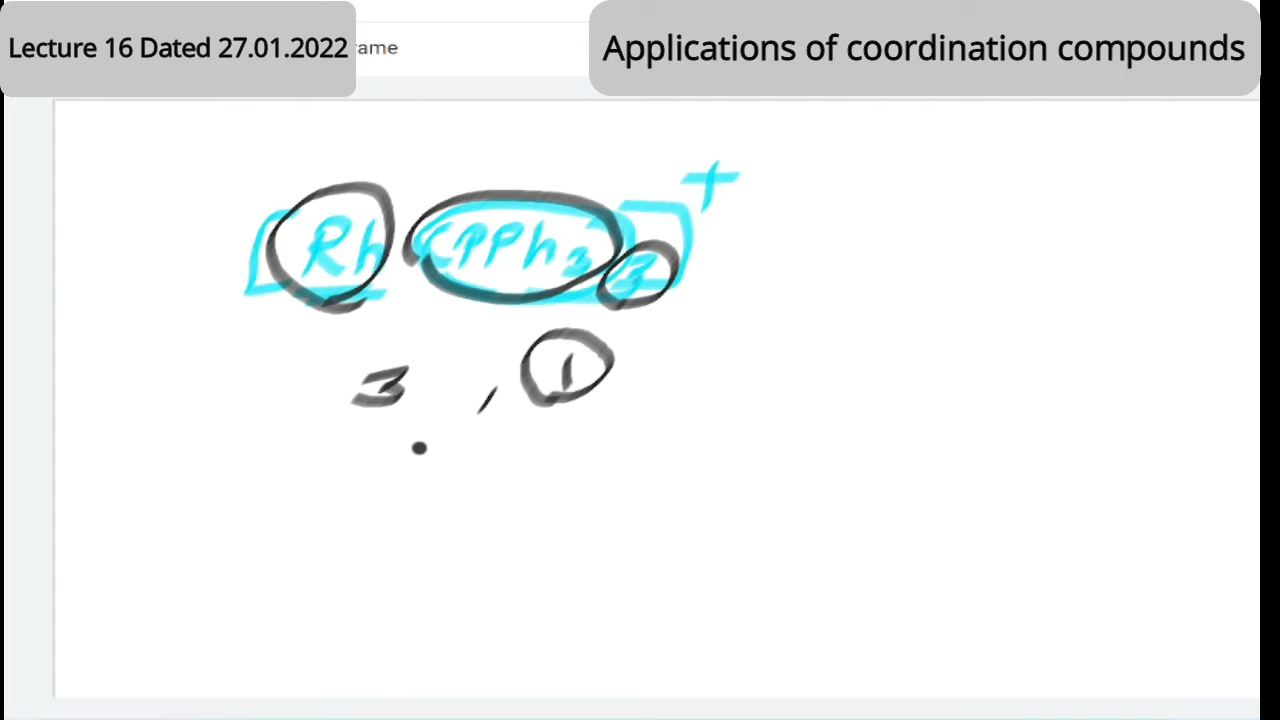 Lecture 16 Dated 27.01.2022
ame
Applications of coordination compounds
[Rh(PPh3)3]+
3 , 1